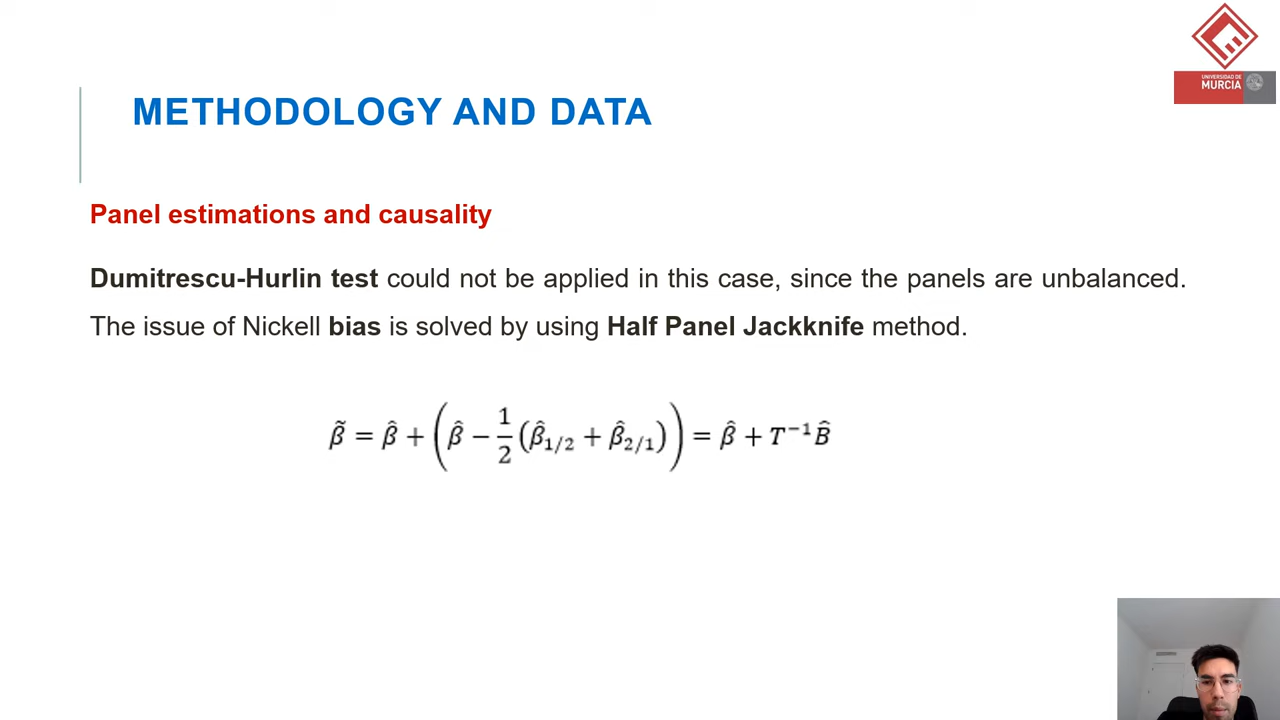 UNIVERSIDAD DE
MURCIA
METHODOLOGY AND DATA
Panel estimations and causality
Dumitrescu-Hurlin test could not be applied in this case, since the panels are unbalanced.
The issue of Nickell bias is solved by using Half Panel Jackknife method.
β̃ = β̂ + (β̂ − 1/2 (β̂₁/₂ + β̂₂/₁)) = β̂ + T⁻¹B̂